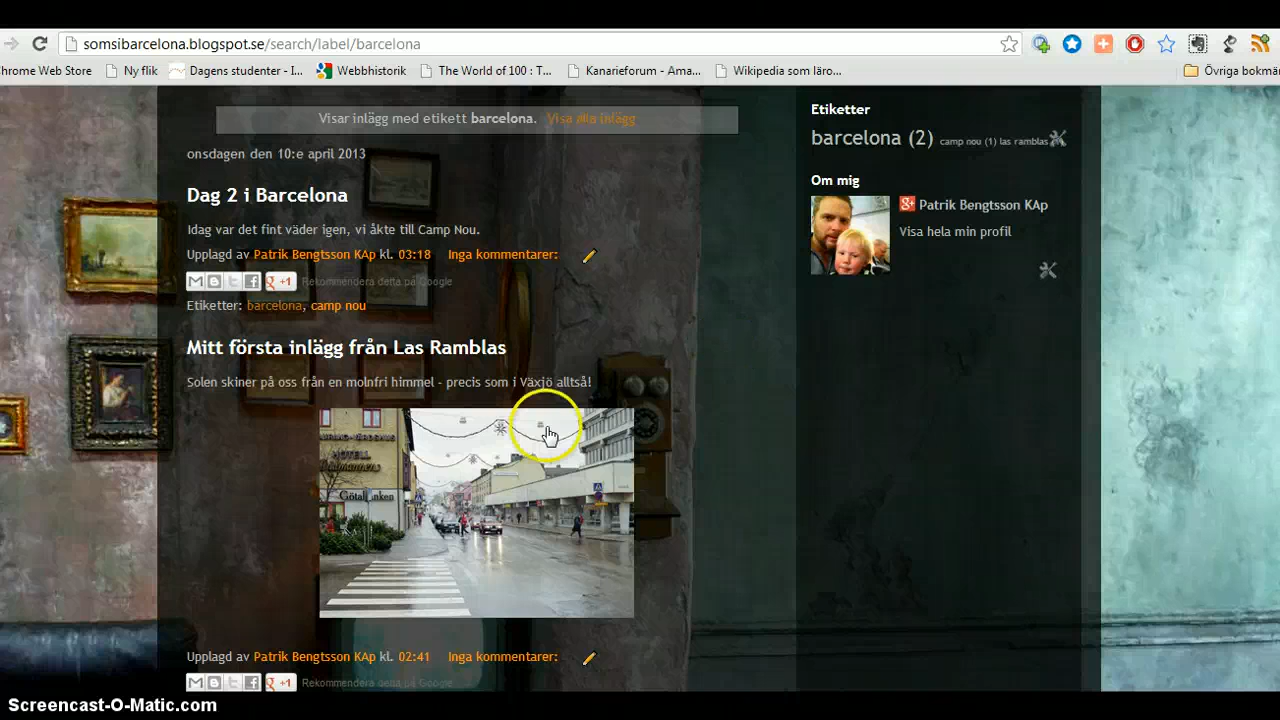 somsibarcelona.blogspot.se/search/label/barcelona
hrome Web Store Ny flik Dagens studenter - I... Webbhistorik The World of 100 : T... Kanarieforum - Ama... Wikipedia som läro... Övriga bokmä
Visar inlägg med etikett barcelona. Visa alla inlägg
onsdagen den 10:e april 2013
Dag 2 i Barcelona
Idag var det fint väder igen, vi åkte till Camp Nou.
Upplagd av Patrik Bengtsson KAp kl. 03:18 Inga kommentarer:
+1 Rekommendera detta på Google
Etiketter: barcelona, camp nou
Mitt första inlägg från Las Ramblas
Solen skiner på oss från en molnfri himmel - precis som i Växjö alltså!
HOTELL
Götabanken
Upplagd av Patrik Bengtsson KAp kl. 02:41 Inga kommentarer:
+1 Rekommendera detta på Google
Etiketter
barcelona (2) camp nou (1) las ramblas
Om mig
Patrik Bengtsson KAp
Visa hela min profil
Screencast-O-Matic.com